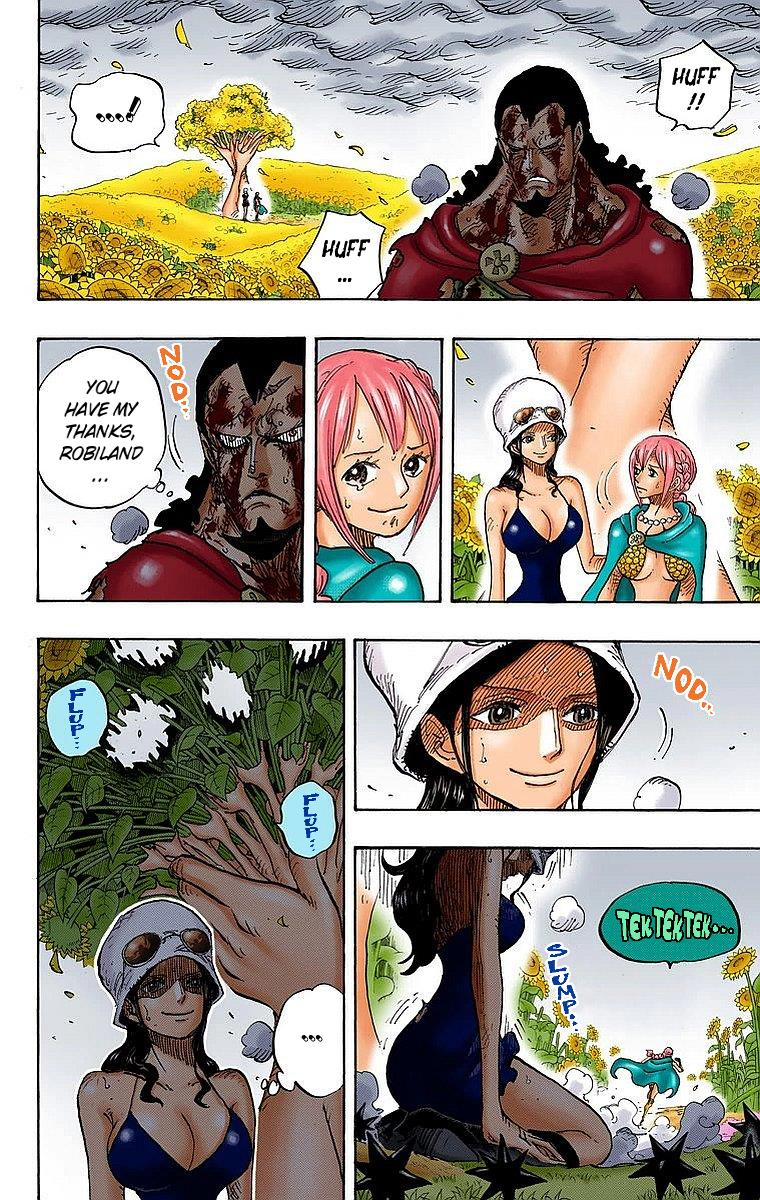 HUFF
!!
....!
HUFF
...
NOD..
YOU
HAVE MY
THANKS,
ROBILAND
...
NOD..
FLUP..
FLUP..
...
TEK TEK TEK...
SLUMP..